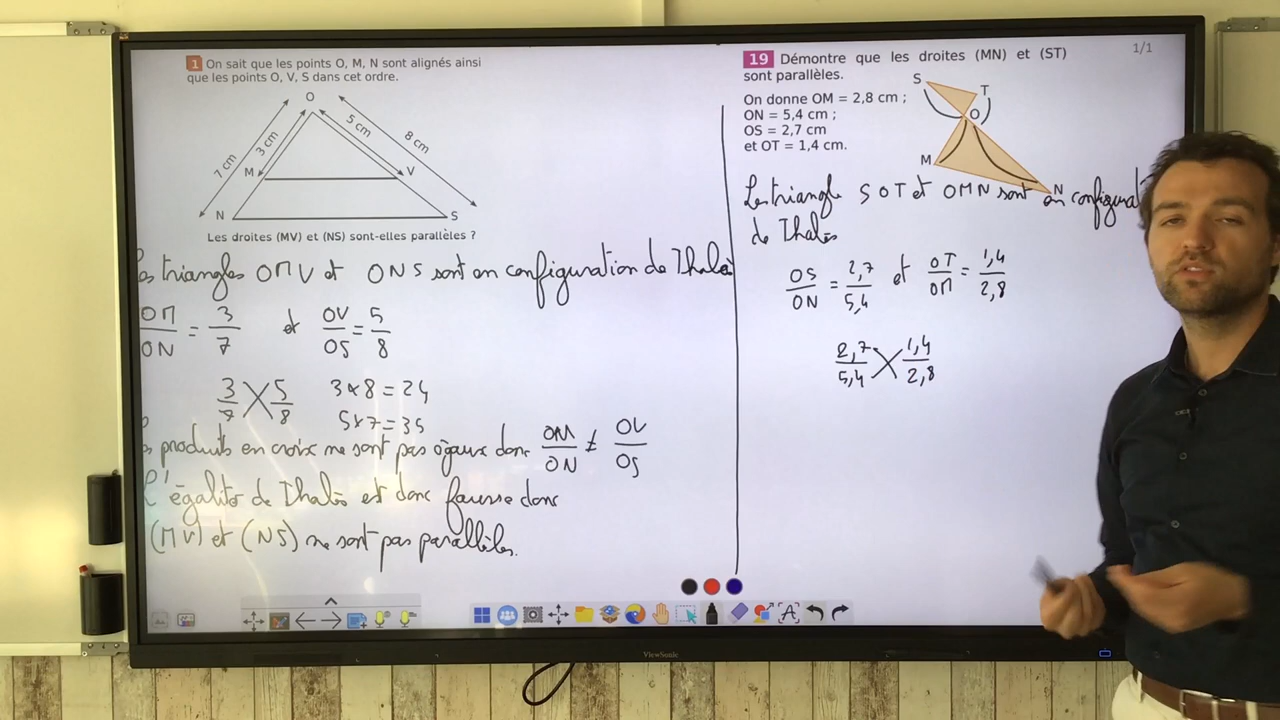 1 On sait que les points O, M, N sont alignés ainsi
que les points O, V, S dans cet ordre.
O
5 cm
8 cm
3 cm
7 cm
M
V
N
S
Les droites (MV) et (NS) sont-elles parallèles ?
es triangles OMV et ONS sont en configuration de Thalès
OM/ON = 3/7 et OV/OS = 5/8
3/7 5/8 3×8 = 24
5×7 = 35
s produits en croix ne sont pas égaux donc OM/ON ≠ OV/OS
L'égalité de Thalès est donc fausse donc
(MV) et (NS) ne sont pas parallèles.
1/1
19 Démontre que les droites (MN) et (ST)
sont parallèles.
On donne OM = 2,8 cm ;
ON = 5,4 cm ;
OS = 2,7 cm
et OT = 1,4 cm.
S
T
O
M
N
Les triangle SOT et OMN sont en configurat
de Thalès
OS/ON = 2,7/5,4 et OT/OM = 1,4/2,8
2,7/5,4 1,4/2,8
ViewSonic